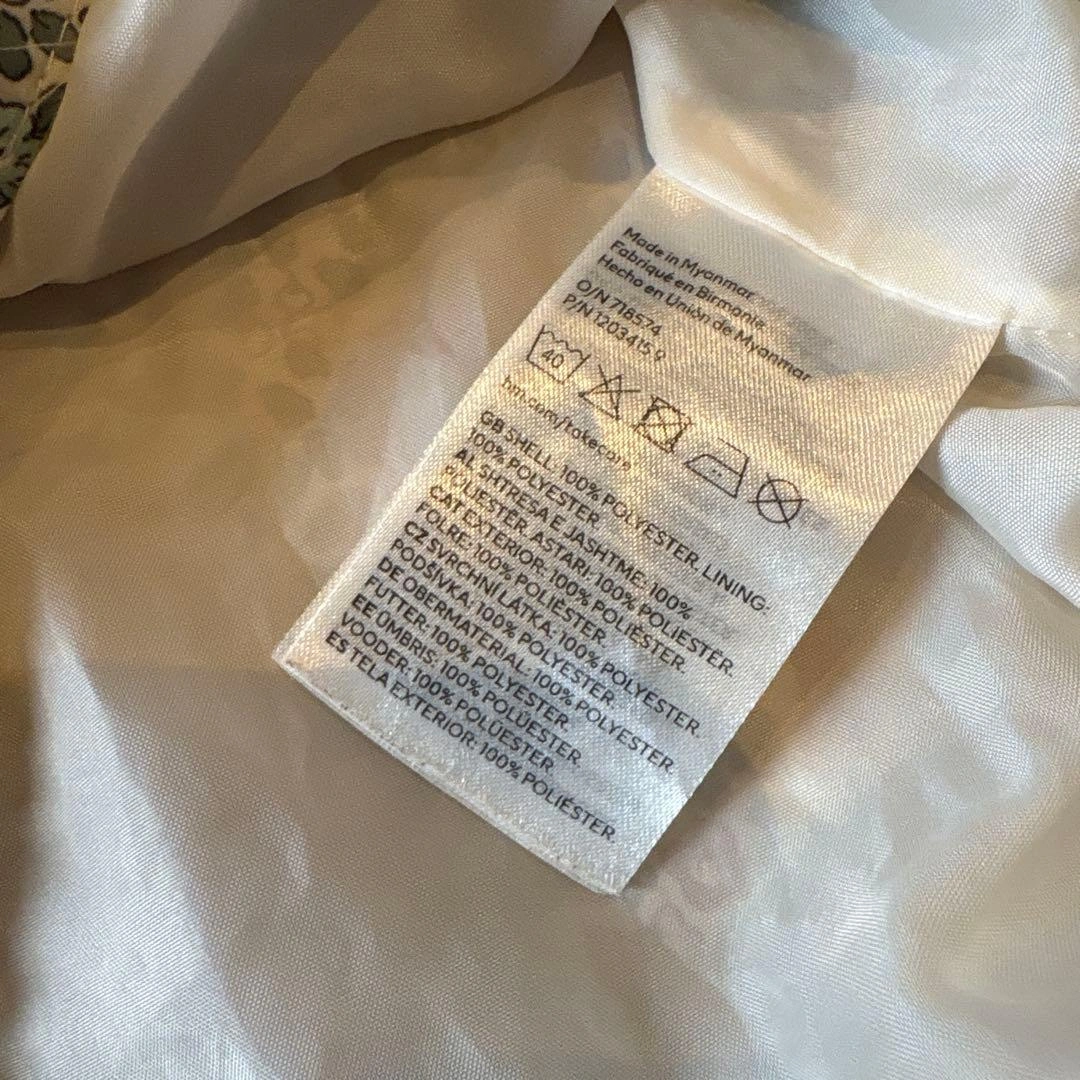 Made in Myanmar
Fabriqué en Birmanie
Hecho en Unión de Myanmar
O/N 718574
P/N 1203415 9
40
hm.com/takecare
GB SHELL: 100% POLYESTER. LINING:
100% POLYESTER
AL SHTRESA E JASHTME: 100%
POLIESTËR. ASTARI: 100% POLIESTËR.
CAT EXTERIOR: 100% POLIÈSTER.
FOLRE: 100% POLIÈSTER
CZ SVRCHNÍ LÁTKA: 100% POLYESTER.
PODŠÍVKA: 100% POLYESTER
DE OBERMATERIAL: 100% POLYESTER.
FUTTER: 100% POLYESTER
EE ÜMBRIS: 100% POLÜESTER
VOODER: 100% POLÜESTER
ES TELA EXTERIOR: 100% POLIÉSTER.